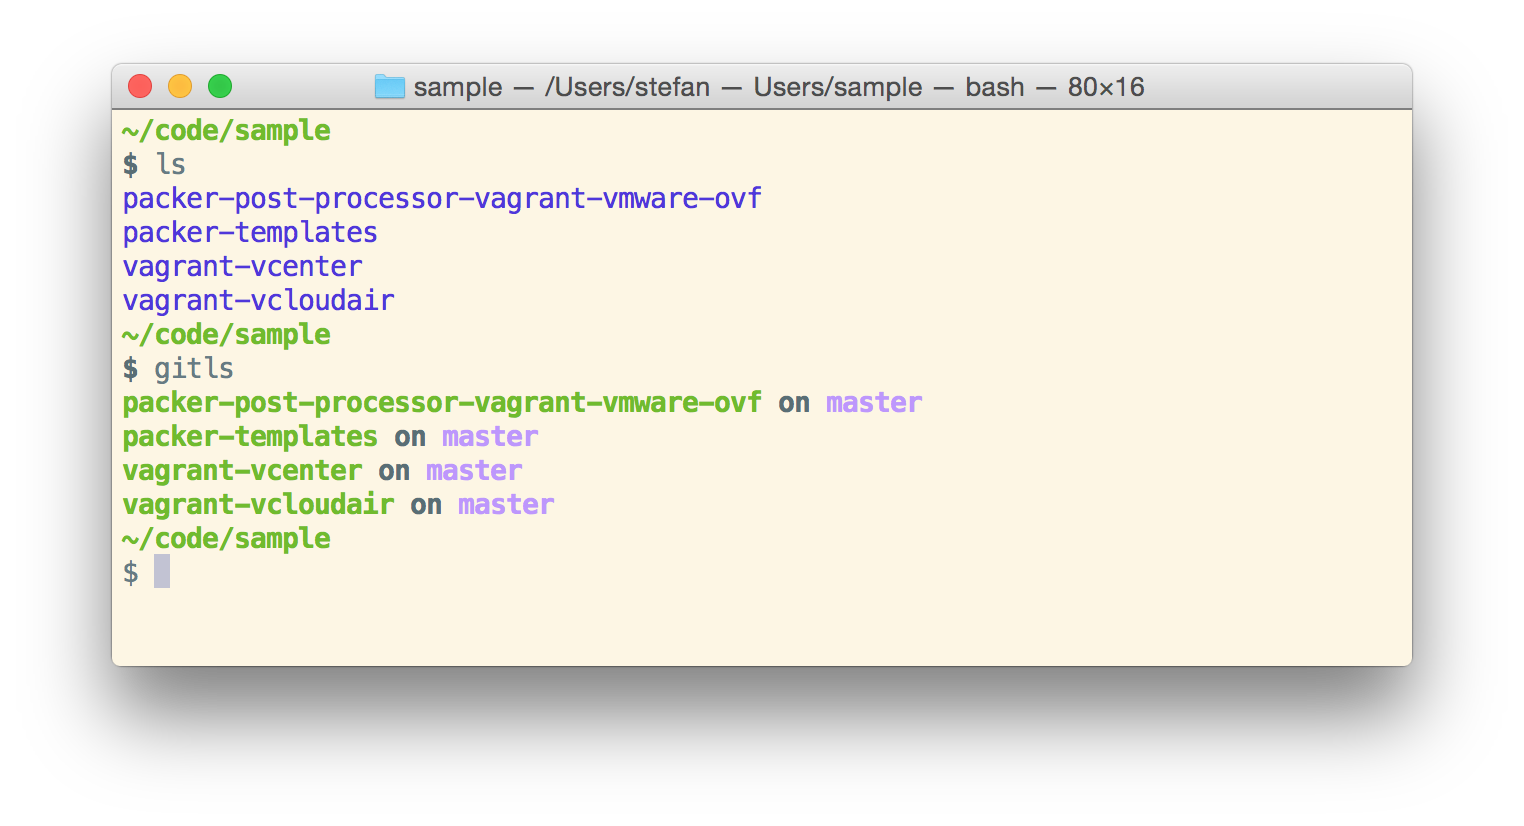 sample — /Users/stefan — Users/sample — bash — 80×16
~/code/sample
$ ls
packer-post-processor-vagrant-vmware-ovf
packer-templates
vagrant-vcenter
vagrant-vcloudair
~/code/sample
$ gitls
packer-post-processor-vagrant-vmware-ovf on master
packer-templates on master
vagrant-vcenter on master
vagrant-vcloudair on master
~/code/sample
$